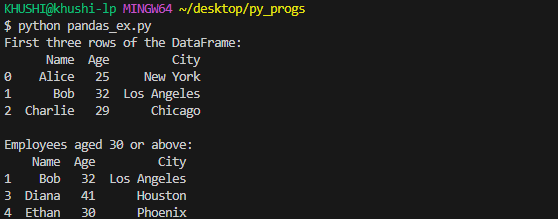 KHUSHI@khushi-lp MINGW64 ~/desktop/py_progs
$ python pandas_ex.py
First three rows of the DataFrame:
      Name  Age         City
0    Alice   25     New York
1      Bob   32  Los Angeles
2  Charlie   29      Chicago

Employees aged 30 or above:
    Name  Age         City
1    Bob   32  Los Angeles
3  Diana   41      Houston
4  Ethan   30      Phoenix